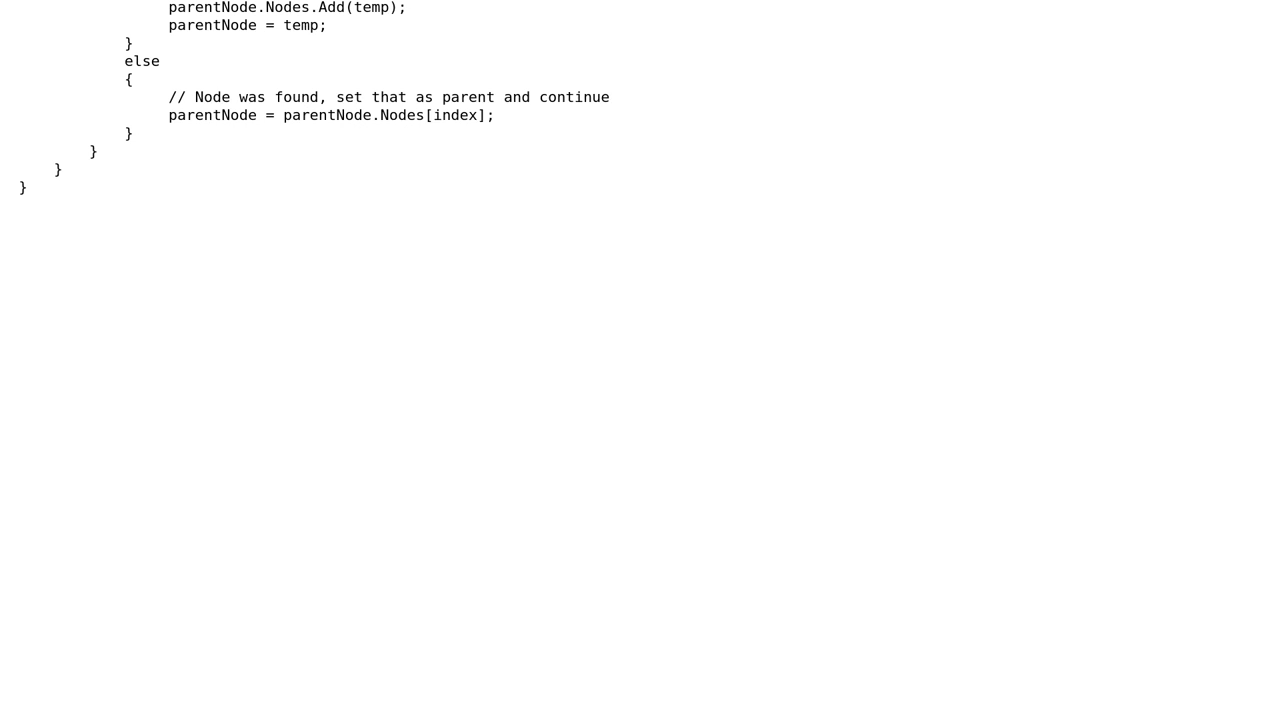 parentNode.Nodes.Add(temp);
                 parentNode = temp;
            }
            else
            {
                 // Node was found, set that as parent and continue
                 parentNode = parentNode.Nodes[index];
            }
        }
    }
}